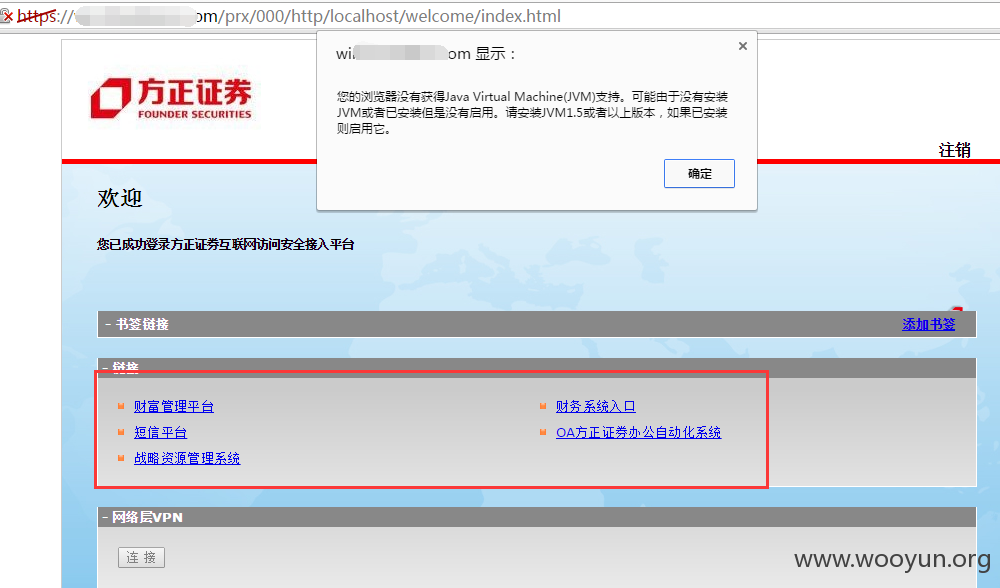 https://
om/prx/000/http/localhost/welcome/index.html
wi
om 显示：
×
您的浏览器没有获得Java Virtual Machine(JVM)支持。可能由于没有安装
JVM或者已安装但是没有启用。请安装JVM1.5或者以上版本，如果已安装
则启用它。
确定
方正证券
FOUNDER SECURITIES
注销
欢迎
您已成功登录方正证券互联网访问安全接入平台
- 书签链接
添加书签
- 链接
财富管理平台
财务系统入口
短信平台
OA方正证券办公自动化系统
战略资源管理系统
- 网络层VPN
连 接
www.wooyun.org